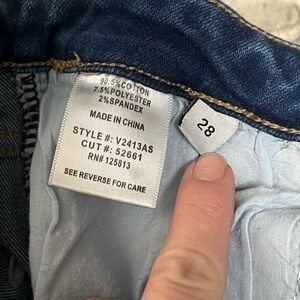 90.5%COTTON
7.5%POLYESTER
2%SPANDEX
MADE IN CHINA
STYLE #: V2413AS
CUT #: 52661
RN# 125813
SEE REVERSE FOR CARE
28